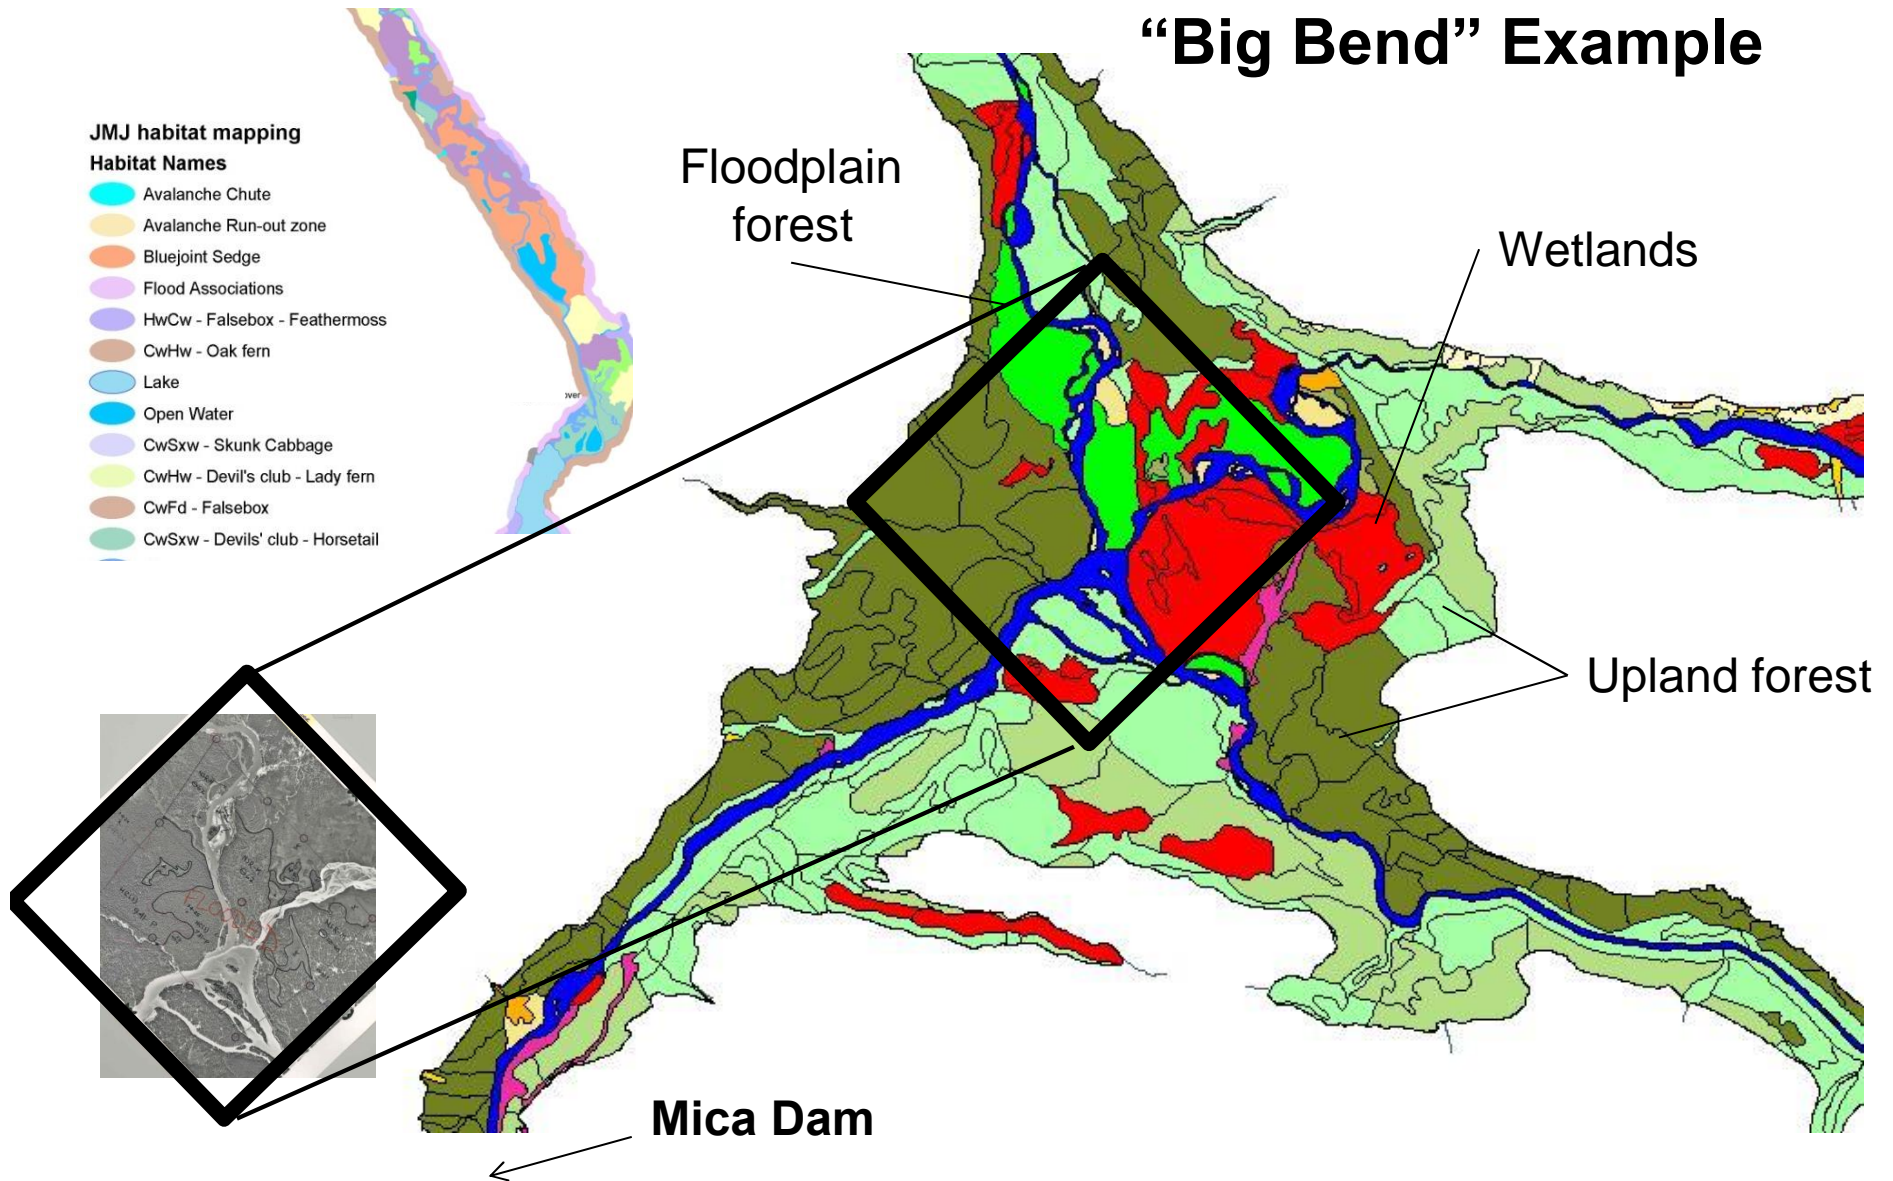 “Big Bend” Example
JMJ habitat mapping
Habitat Names
Avalanche Chute
Avalanche Run-out zone
Bluejoint Sedge
Flood Associations
HwCw - Falsebox - Feathermoss
CwHw - Oak fern
Lake
Open Water
CwSxw - Skunk Cabbage
CwHw - Devil's club - Lady fern
CwFd - Falsebox
CwSxw - Devils' club - Horsetail
Floodplain
forest
Wetlands
Upland forest
Mica Dam